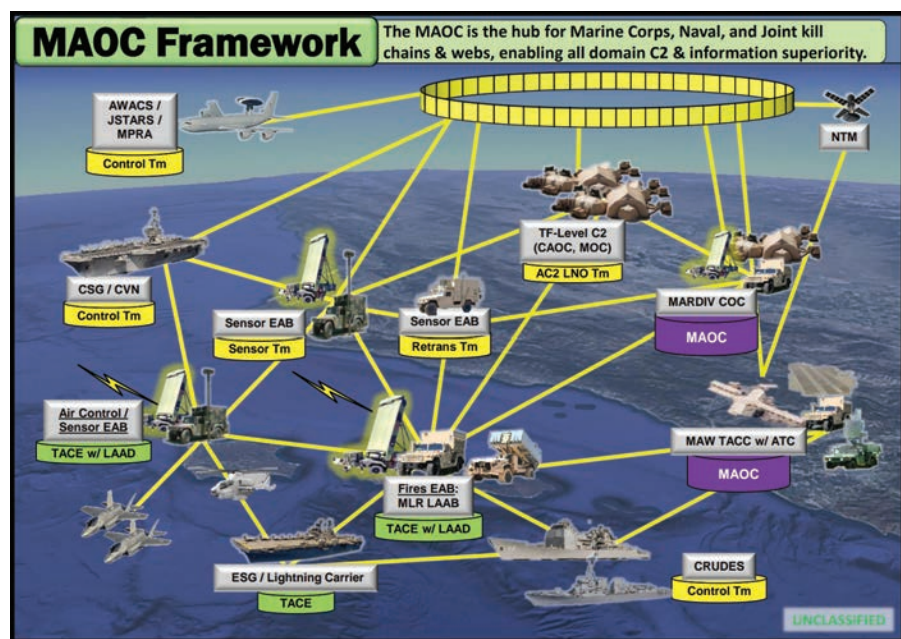 MAOC Framework
The MAOC is the hub for Marine Corps, Naval, and Joint kill
chains & webs, enabling all domain C2 & information superiority.
AWACS /
JSTARS /
MPRA
Control Tm
NTM
TF-Level C2
(CAOC, MOC)
AC2 LNO Tm
CSG / CVN
Control Tm
Sensor EAB
Sensor Tm
Sensor EAB
Retrans Tm
MARDIV COC
MAOC
Air Control /
Sensor EAB
TACE w/ LAAD
Fires EAB:
MLR LAAB
TACE w/ LAAD
MAW TACC w/ ATC
MAOC
ESG / Lightning Carrier
TACE
CRUDES
Control Tm
UNCLASSIFIED